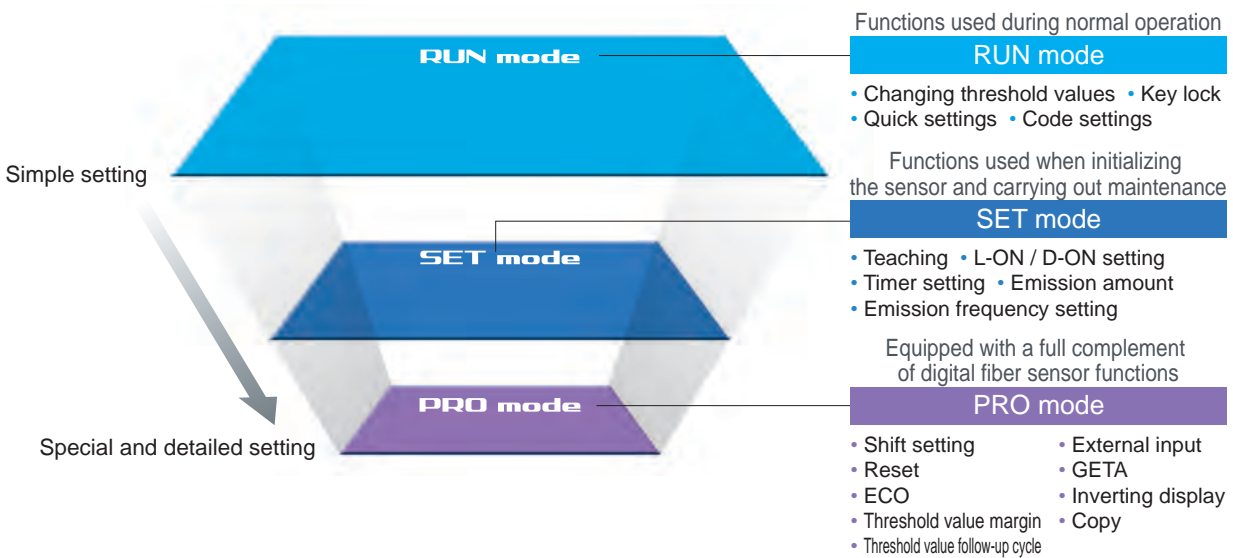 Functions used during normal operation
RUN mode
RUN mode
• Changing threshold values • Key lock
• Quick settings • Code settings
Simple setting
Functions used when initializing
the sensor and carrying out maintenance
SET mode
SET mode
• Teaching • L-ON / D-ON setting
• Timer setting • Emission amount
• Emission frequency setting
Equipped with a full complement
of digital fiber sensor functions
PRO mode
PRO mode
Special and detailed setting
• Shift setting • External input
• Reset • GETA
• ECO • Inverting display
• Threshold value margin • Copy
• Threshold value follow-up cycle